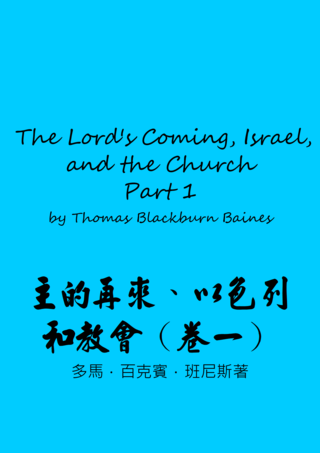 The Lord's Coming, Israel,
and the Church
Part 1
by Thomas Blackburn Baines
主的再來、以色列
和教會（卷一）
多馬．百克賓．班尼斯著